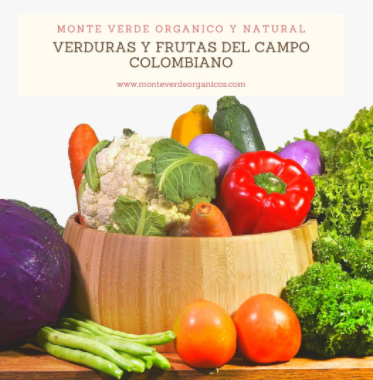 MONTE VERDE ORGANICO Y NATURAL
VERDURAS Y FRUTAS DEL CAMPO
COLOMBIANO
www.monteverdeorganicos.com